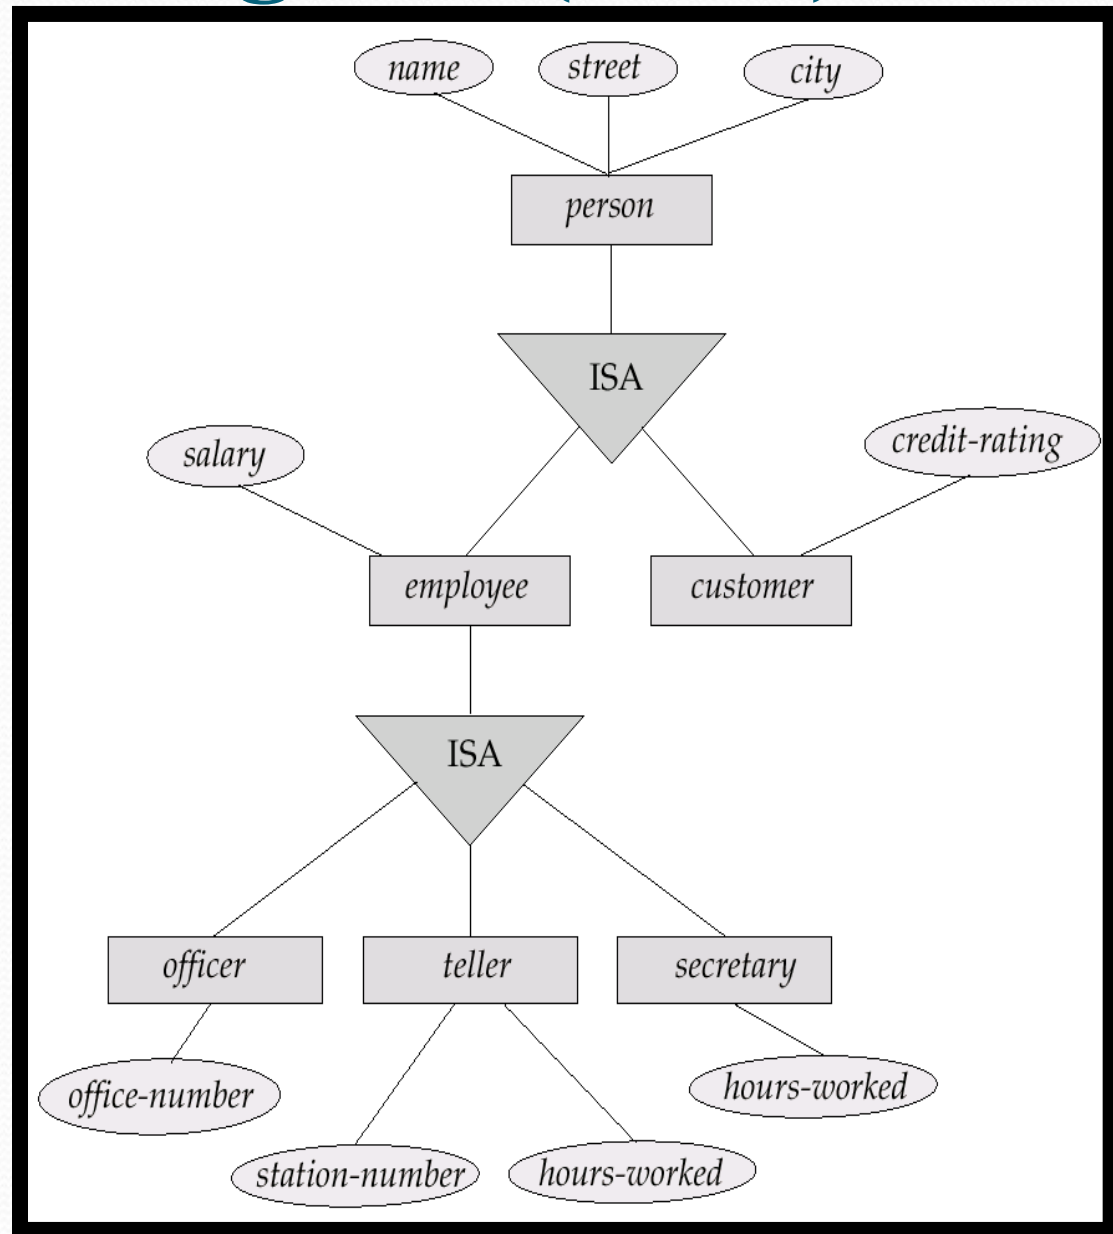 name
street
city
person
ISA
salary
credit-rating
employee
customer
ISA
officer
teller
secretary
office-number
hours-worked
station-number
hours-worked